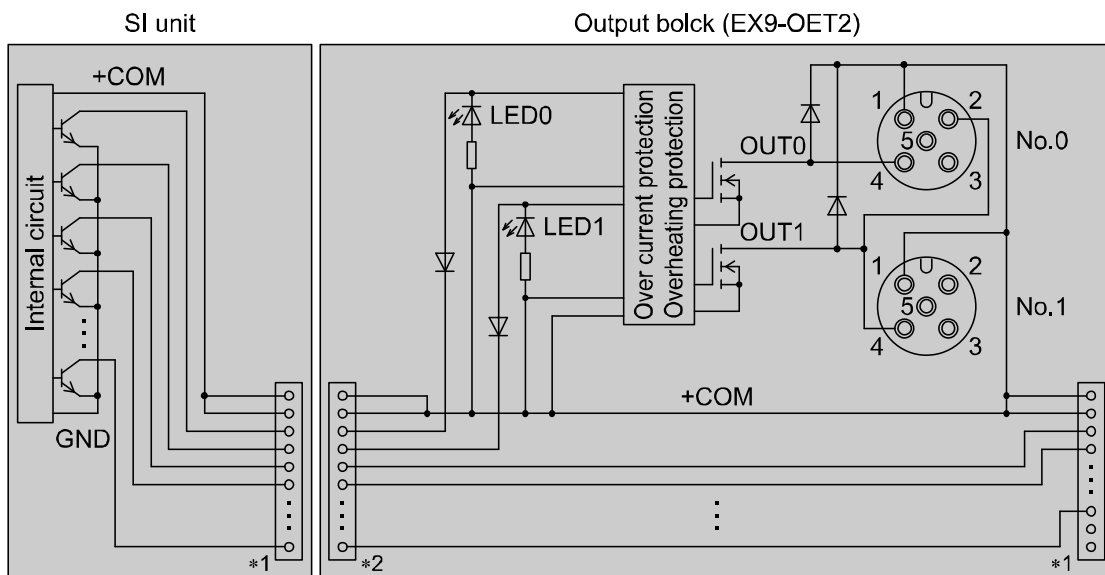 SI unit
Output bolck (EX9-OET2)
+COM
Internal circuit
GND
*1
LED0
LED1
Over current protection
Overheating protection
OUT0
OUT1
1
2
5
4
3
No.0
1
2
5
4
3
No.1
+COM
*2
*1